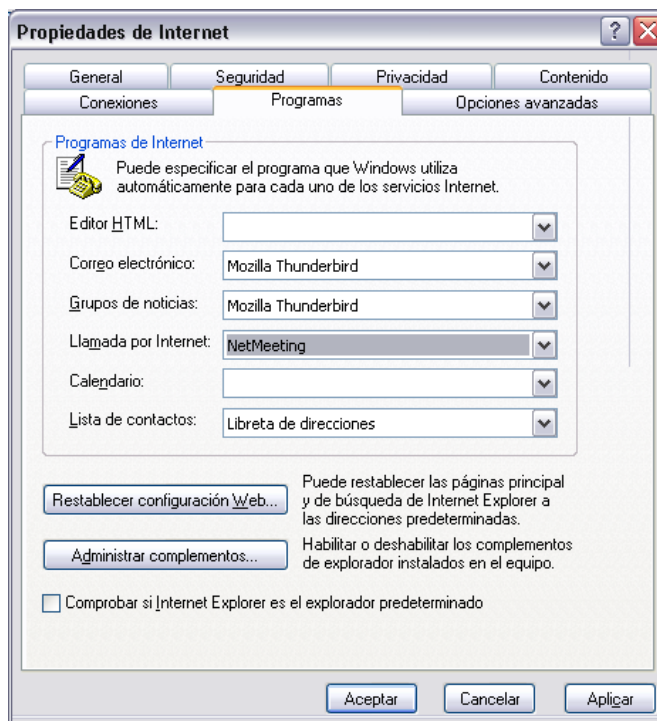 Propiedades de Internet
General Seguridad Privacidad Contenido
Conexiones Programas Opciones avanzadas
Programas de Internet
Puede especificar el programa que Windows utiliza
automáticamente para cada uno de los servicios Internet.
Editor HTML:
Correo electrónico: Mozilla Thunderbird
Grupos de noticias: Mozilla Thunderbird
Llamada por Internet: NetMeeting
Calendario:
Lista de contactos: Libreta de direcciones
Restablecer configuración Web...
Puede restablecer las páginas principal
y de búsqueda de Internet Explorer a
las direcciones predeterminadas.
Administrar complementos...
Habilitar o deshabilitar los complementos
de explorador instalados en el equipo.
Comprobar si Internet Explorer es el explorador predeterminado
Aceptar Cancelar Aplicar